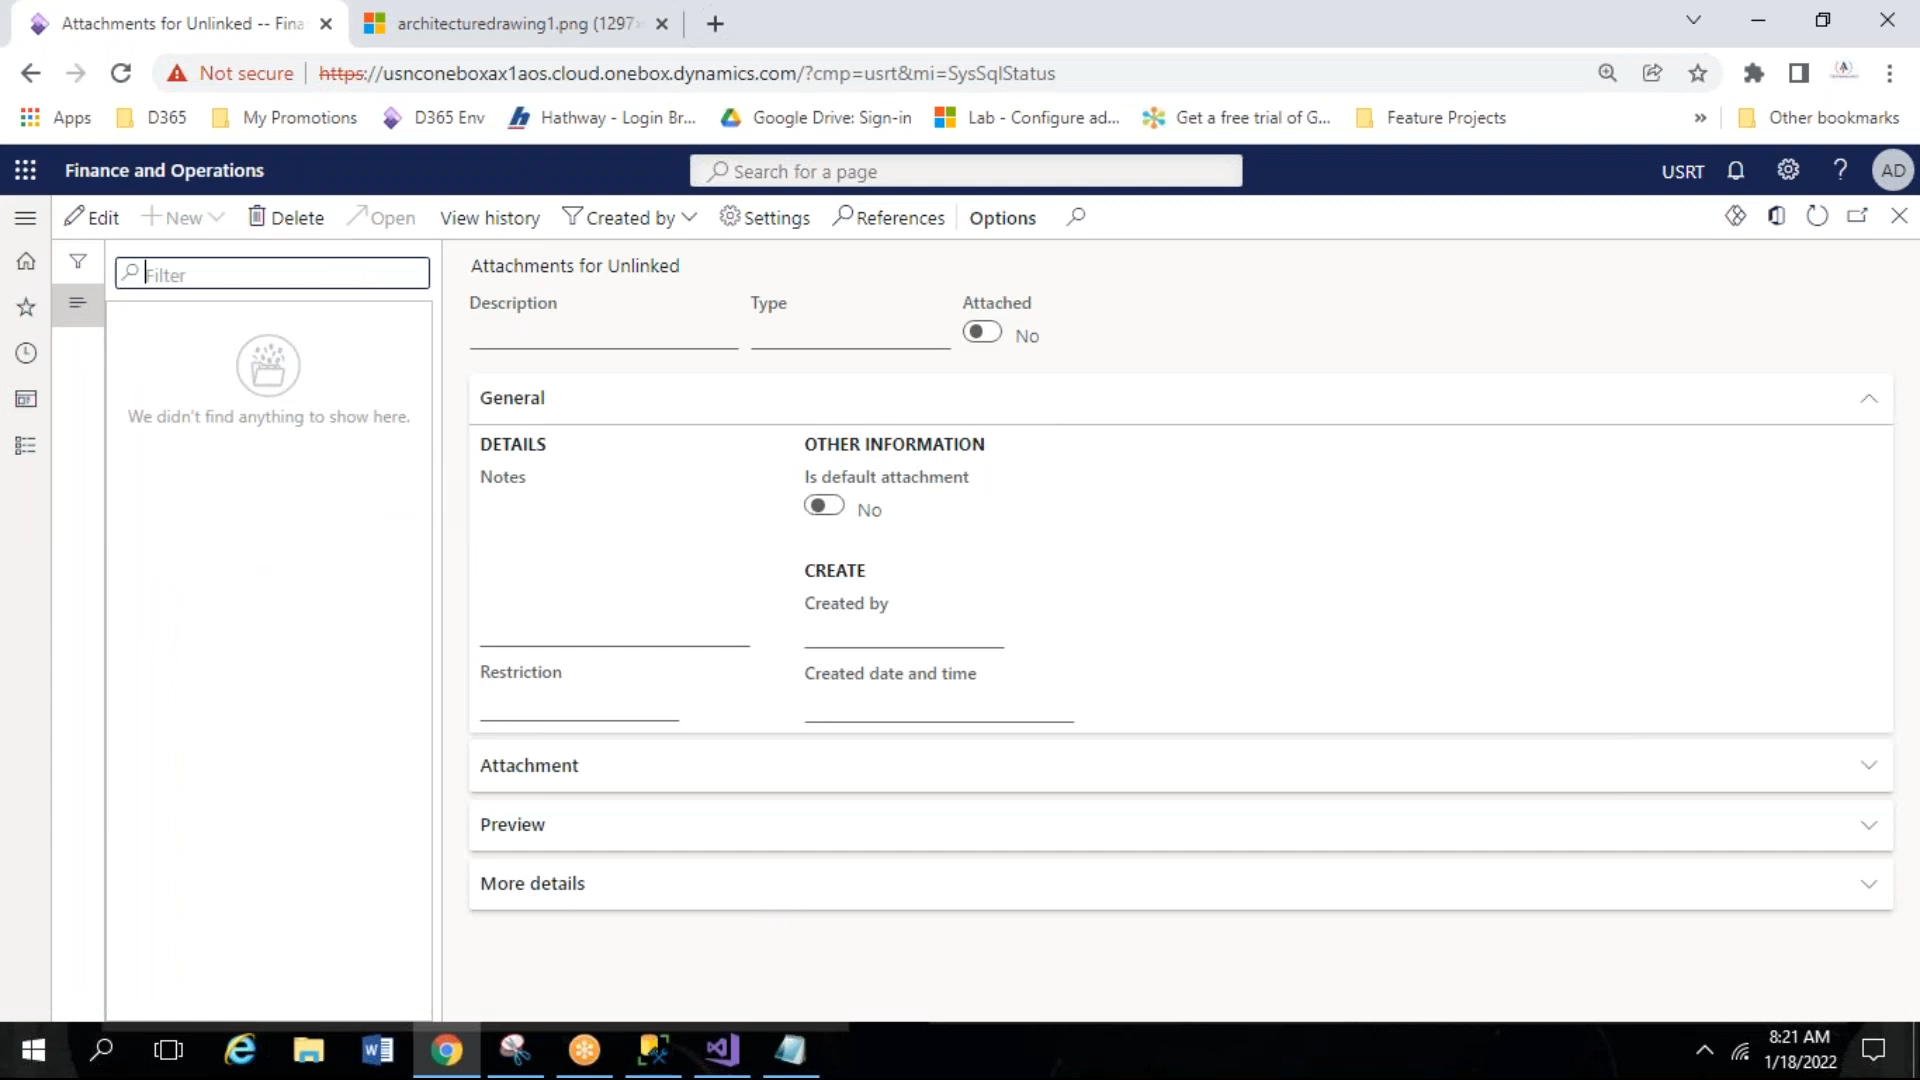 Attachments for Unlinked -- Fina
architecturedrawing1.png (1297
Not secure
https://usnconeboxax1aos.cloud.onebox.dynamics.com/?cmp=usrt&mi=SysSqlStatus
Apps
D365
My Promotions
D365 Env
Hathway - Login Br...
Google Drive: Sign-in
Lab - Configure ad...
Get a free trial of G...
Feature Projects
»
Other bookmarks
Finance and Operations
Search for a page
USRT
AD
Edit
New
Delete
Open
View history
Created by
Settings
References
Options
Filter
We didn't find anything to show here.
Attachments for Unlinked
Description
Type
Attached
No
General
DETAILS
OTHER INFORMATION
Notes
Is default attachment
No
CREATE
Created by
Restriction
Created date and time
Attachment
Preview
More details
8:21 AM
1/18/2022